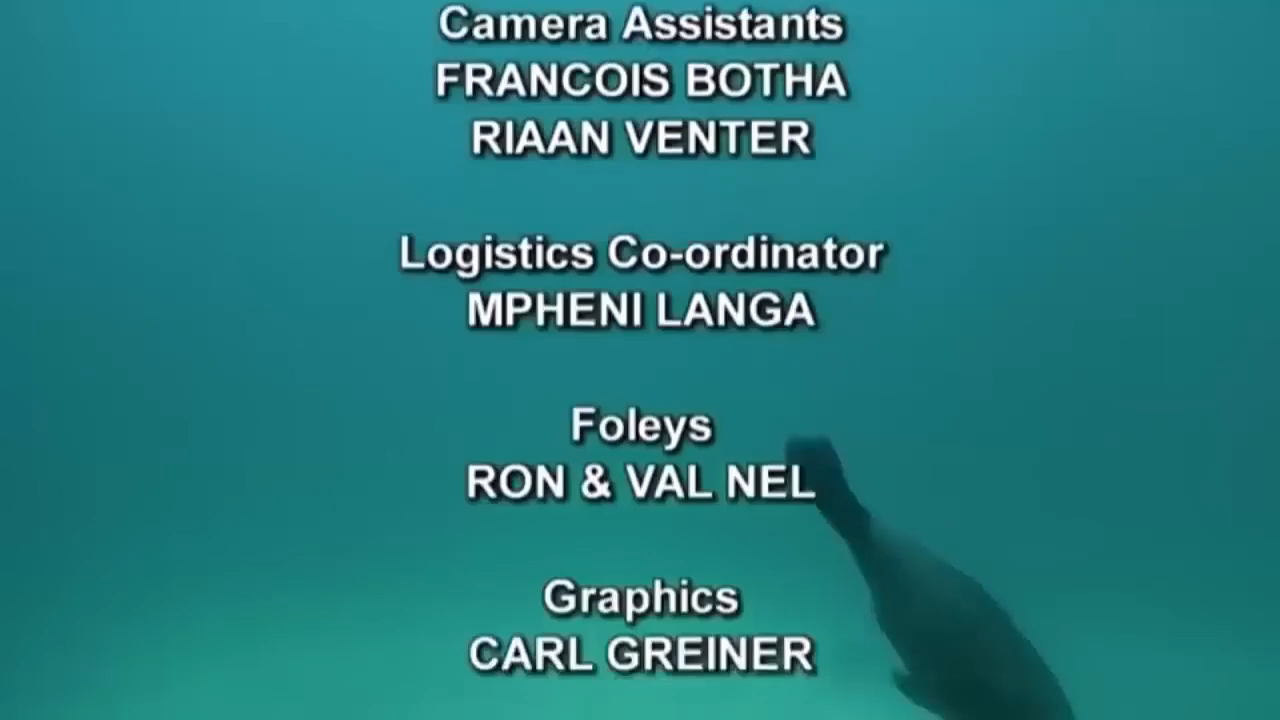 Camera Assistants
FRANCOIS BOTHA
RIAAN VENTER
Logistics Co-ordinator
MPHENI LANGA
Foleys
RON & VAL NEL
Graphics
CARL GREINER